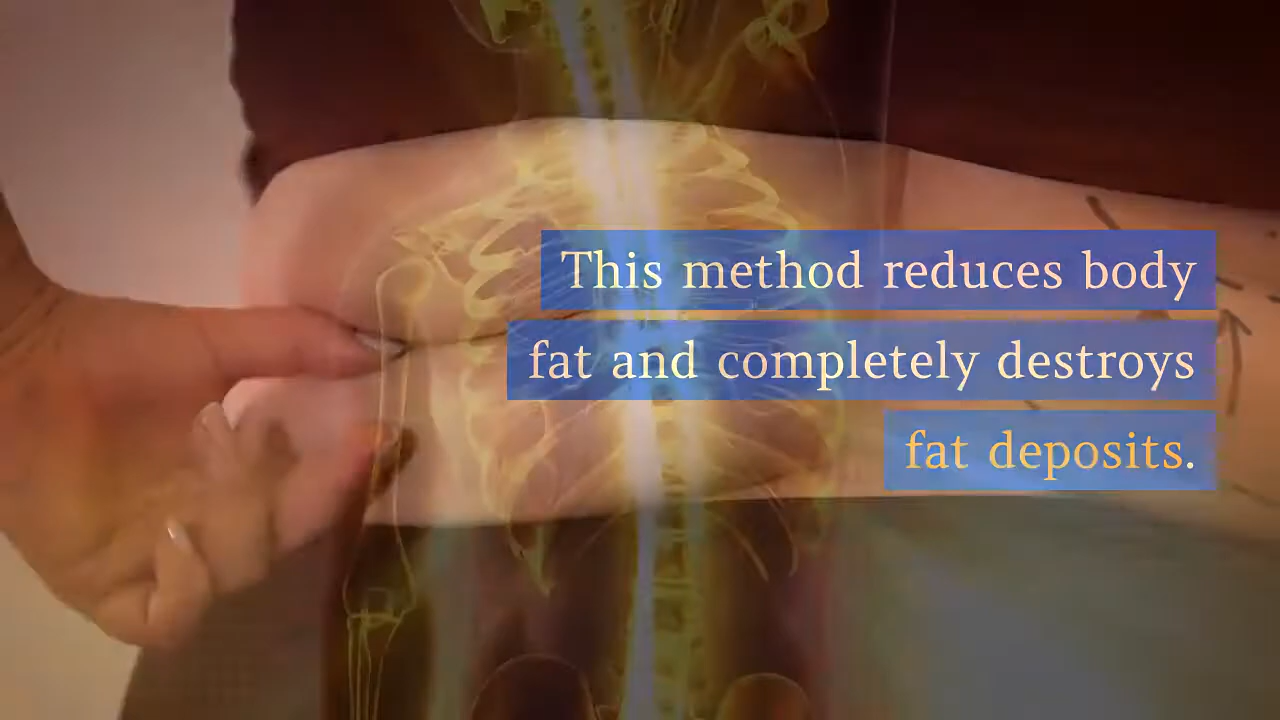 This method reduces body
fat and completely destroys
fat deposits.